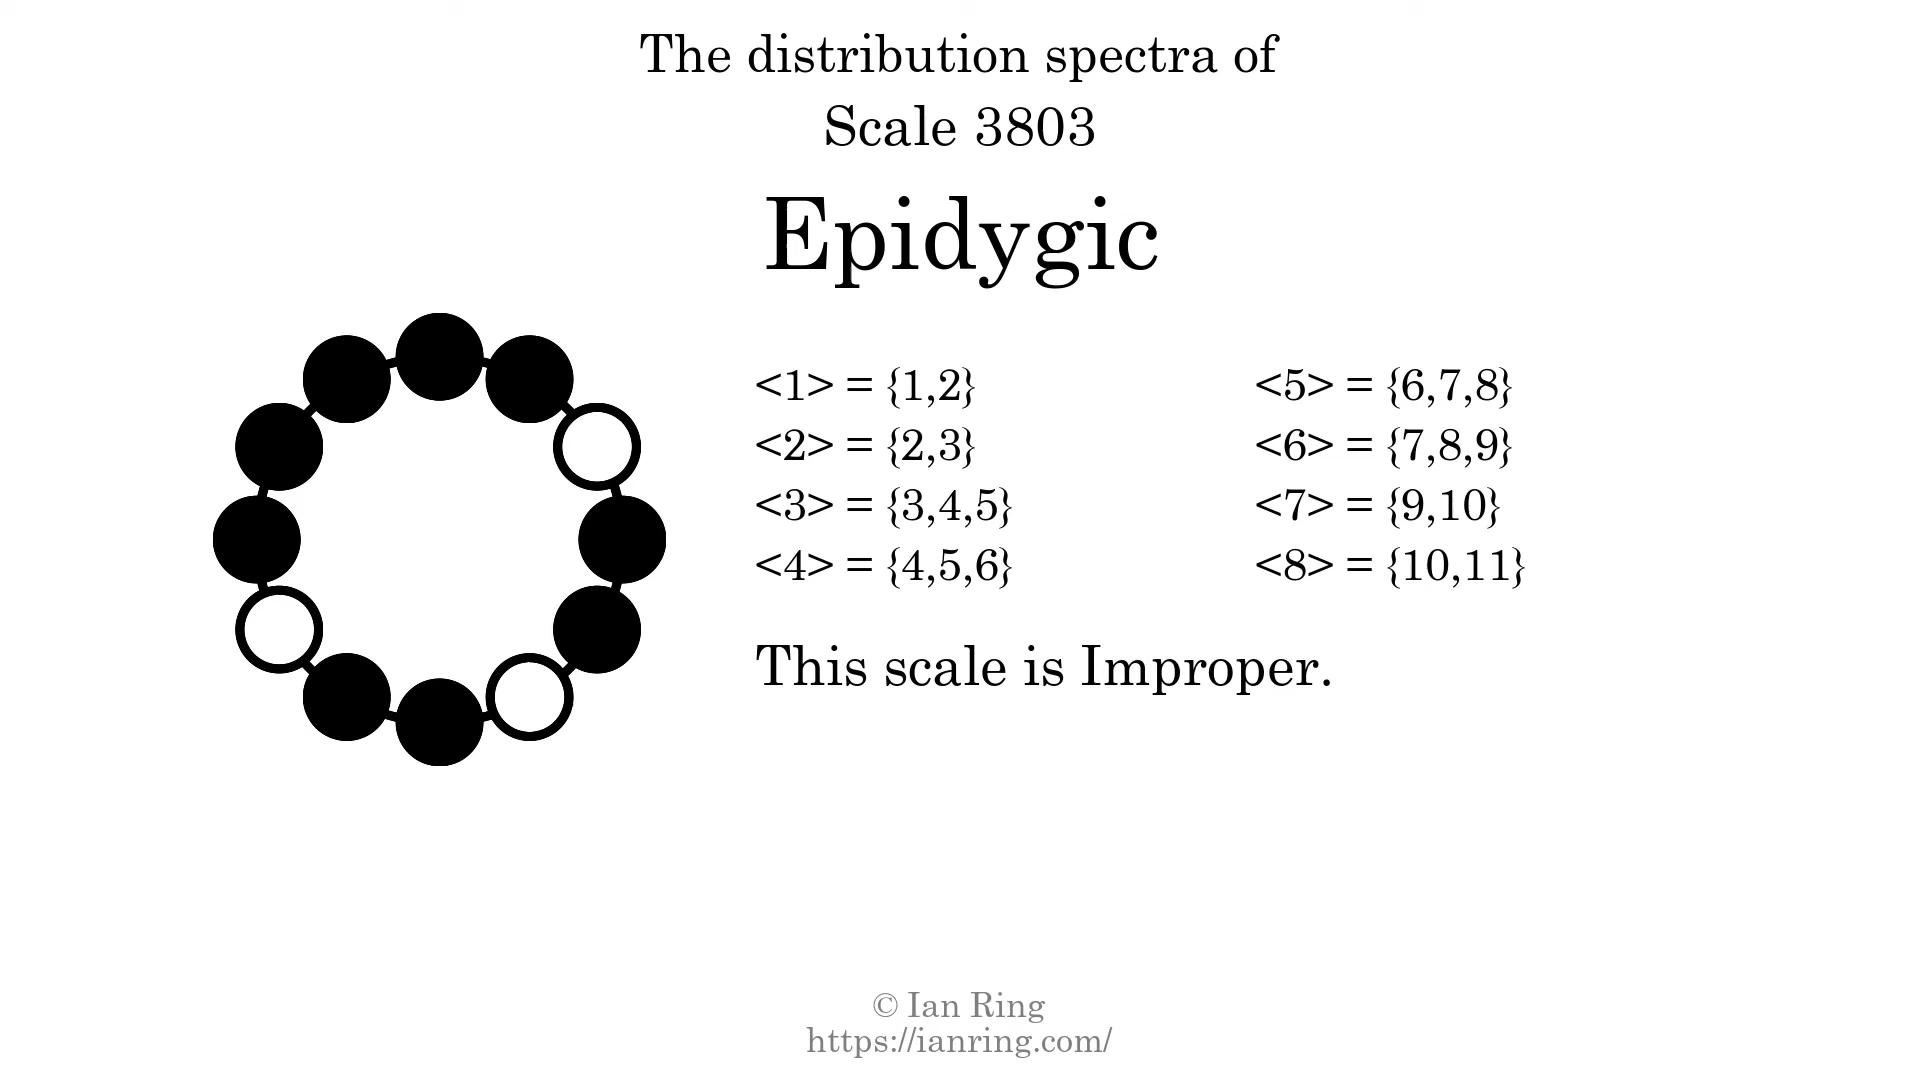 The distribution spectra of
Scale 3803
Epidygic
<1> = {1,2}
<2> = {2,3}
<3> = {3,4,5}
<4> = {4,5,6}
<5> = {6,7,8}
<6> = {7,8,9}
<7> = {9,10}
<8> = {10,11}
This scale is Improper.
© Ian Ring
https://ianring.com/